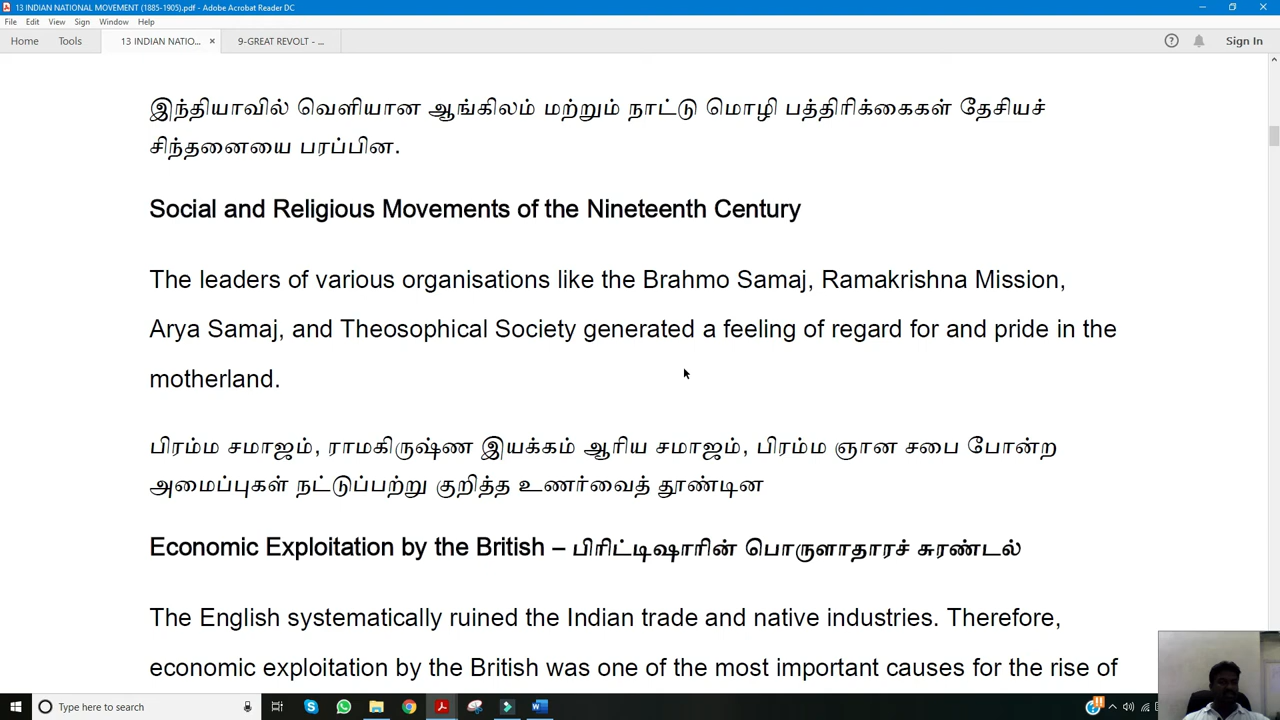 13 INDIAN NATIONAL MOVEMENT (1885-1905).pdf - Adobe Acrobat Reader DC
File Edit View Sign Window Help
Home Tools 13 INDIAN NATIO... × 9-GREAT REVOLT - ... Sign In
இந்தியாவில் வெளியான ஆங்கிலம் மற்றும் நாட்டு மொழி பத்திரிக்கைகள் தேசியச்
சிந்தனையை பரப்பின.
Social and Religious Movements of the Nineteenth Century
The leaders of various organisations like the Brahmo Samaj, Ramakrishna Mission,
Arya Samaj, and Theosophical Society generated a feeling of regard for and pride in the
motherland.
பிரம்ம சமாஜம், ராமகிருஷ்ண இயக்கம் ஆரிய சமாஜம், பிரம்ம ஞான சபை போன்ற
அமைப்புகள் நட்டுப்பற்று குறித்த உணர்வைத் தூண்டின
Economic Exploitation by the British – பிரிட்டிஷாரின் பொருளாதாரச் சுரண்டல்
The English systematically ruined the Indian trade and native industries. Therefore,
economic exploitation by the British was one of the most important causes for the rise of
Type here to search